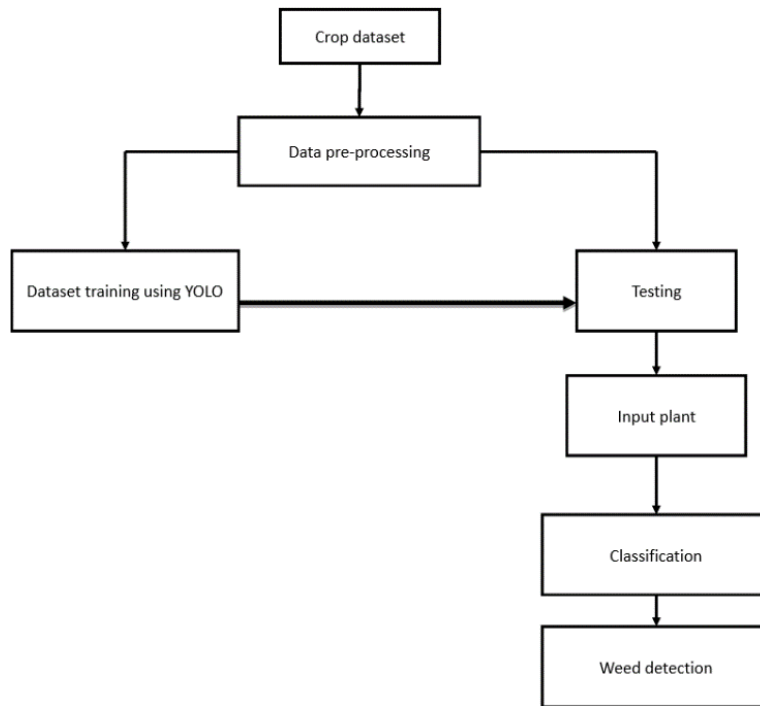 Crop dataset
Data pre-processing
Dataset training using YOLO
Testing
Input plant
Classification
Weed detection